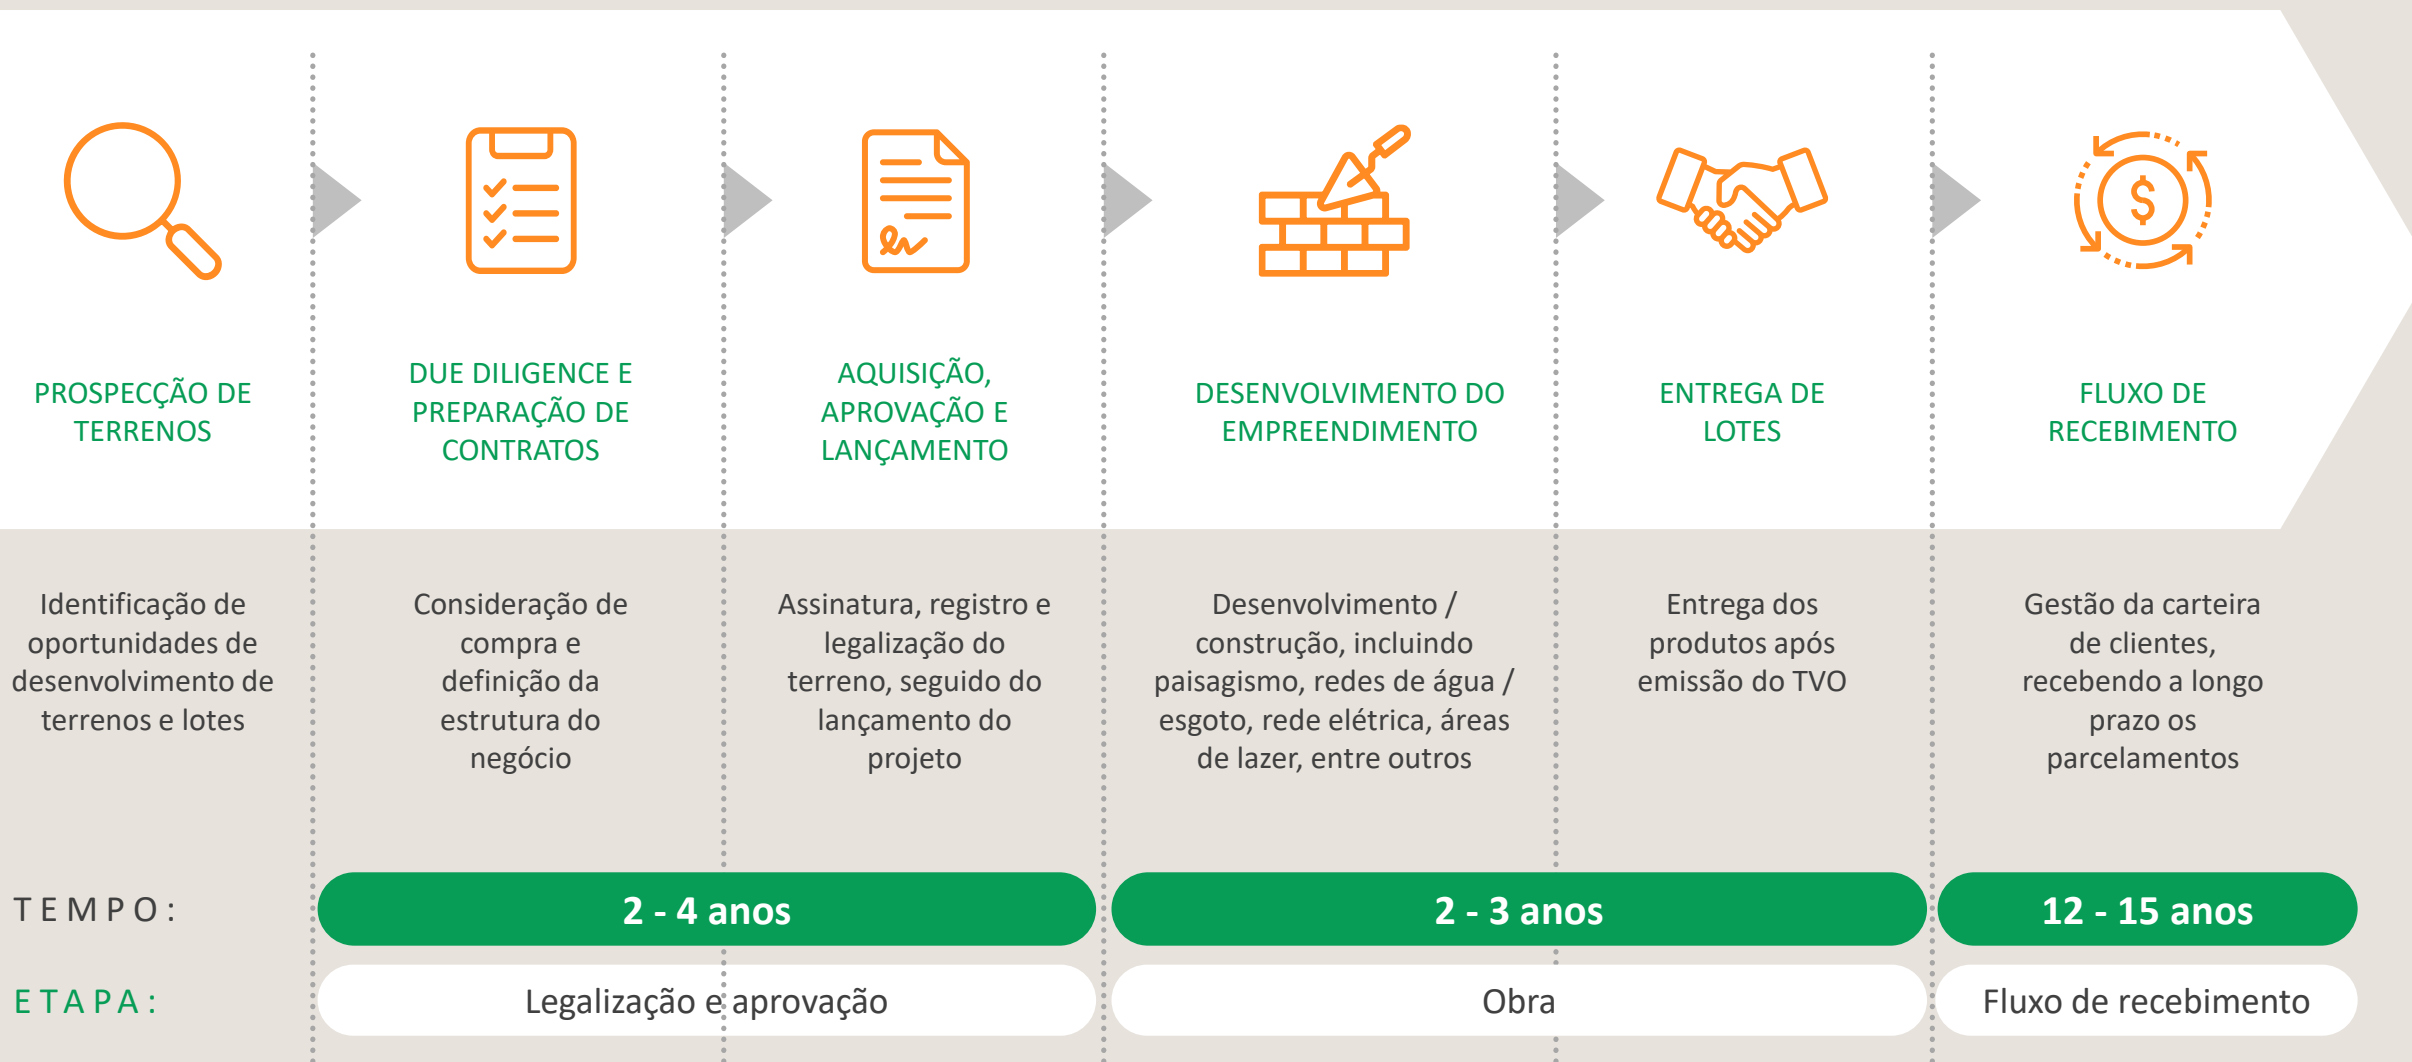 PROSPECÇÃO DE
TERRENOS
DUE DILIGENCE E
PREPARAÇÃO DE
CONTRATOS
AQUISIÇÃO,
APROVAÇÃO E
LANÇAMENTO
DESENVOLVIMENTO DO
EMPREENDIMENTO
ENTREGA DE
LOTES
FLUXO DE
RECEBIMENTO
Identificação de
oportunidades de
desenvolvimento de
terrenos e lotes
Consideração de
compra e
definição da
estrutura do
negócio
Assinatura, registro e
legalização do
terreno, seguido do
lançamento do
projeto
Desenvolvimento /
construção, incluindo
paisagismo, redes de água /
esgoto, rede elétrica, áreas
de lazer, entre outros
Entrega dos
produtos após
emissão do TVO
Gestão da carteira
de clientes,
recebendo a longo
prazo os
parcelamentos
TEMPO:
2 - 4 anos
2 - 3 anos
12 - 15 anos
ETAPA:
Legalização e aprovação
Obra
Fluxo de recebimento